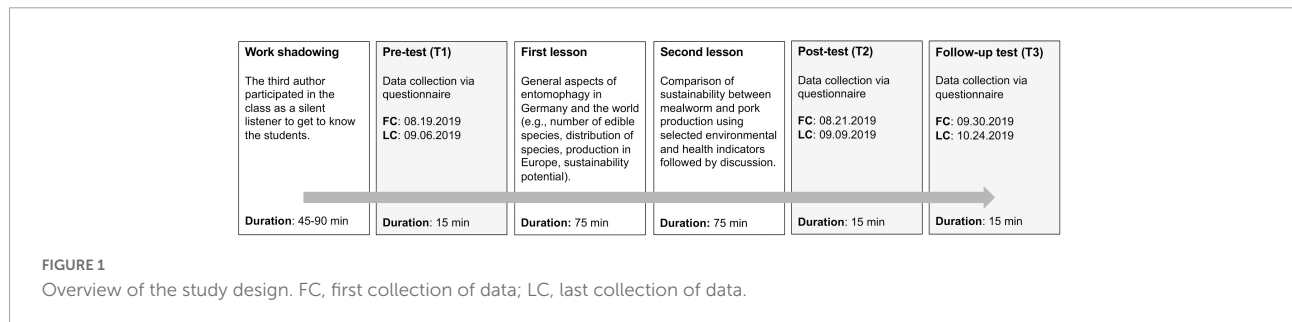 Work shadowing
The third author
participated in the
class as a silent
listener to get to know
the students.
Duration: 45-90 min
Pre-test (T1)
Data collection via
questionnaire
FC: 08.19.2019
LC: 09.06.2019
Duration: 15 min
First lesson
General aspects of
entomophagy in
Germany and the world
(e.g., number of edible
species, distribution of
species, production in
Europe, sustainability
potential).
Duration: 75 min
Second lesson
Comparison of
sustainability between
mealworm and pork
production using
selected environmental
and health indicators
followed by discussion.
Duration: 75 min
Post-test (T2)
Data collection via
questionnaire
FC: 08.21.2019
LC: 09.09.2019
Duration: 15 min
Follow-up test (T3)
Data collection via
questionnaire
FC: 09.30.2019
LC: 10.24.2019
Duration: 15 min
FIGURE 1
Overview of the study design. FC, first collection of data; LC, last collection of data.